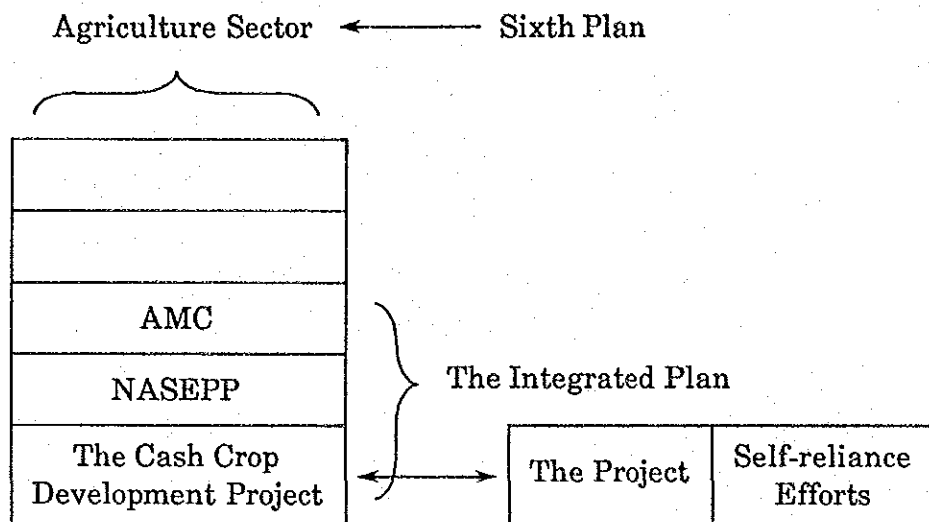 Agriculture Sector
Sixth Plan
AMC
NASEPP
The Integrated Plan
The Cash Crop
Development Project
The Project
Self-reliance
Efforts